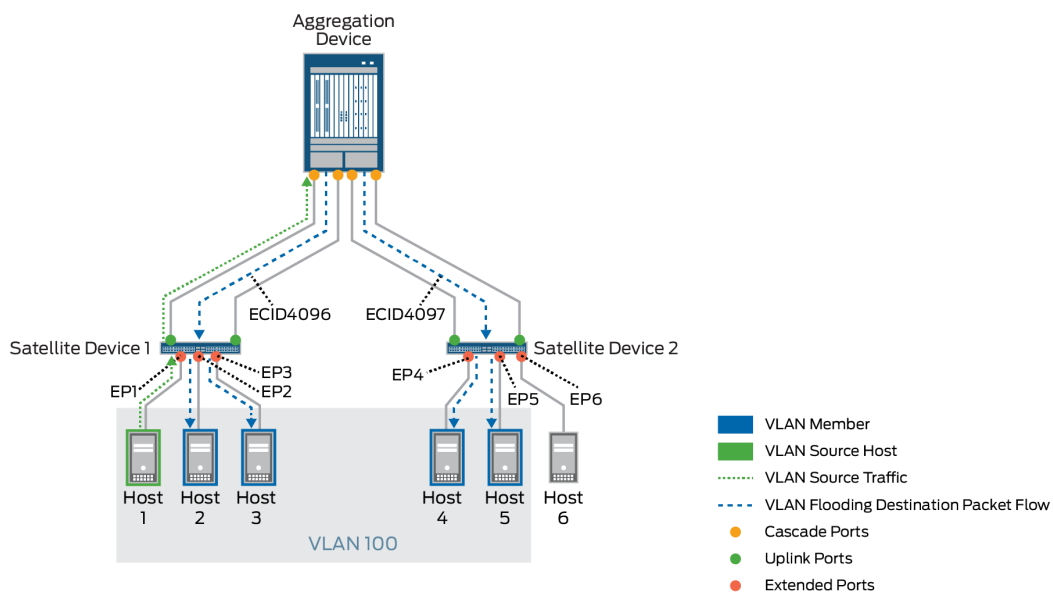 Aggregation
Device
ECID4096
ECID4097
Satellite Device 1
Satellite Device 2
EP1
EP3
EP2
EP4
EP5
EP6
Host
1
Host
2
Host
3
Host
4
Host
5
Host
6
VLAN 100
VLAN Member
VLAN Source Host
VLAN Source Traffic
VLAN Flooding Destination Packet Flow
Cascade Ports
Uplink Ports
Extended Ports